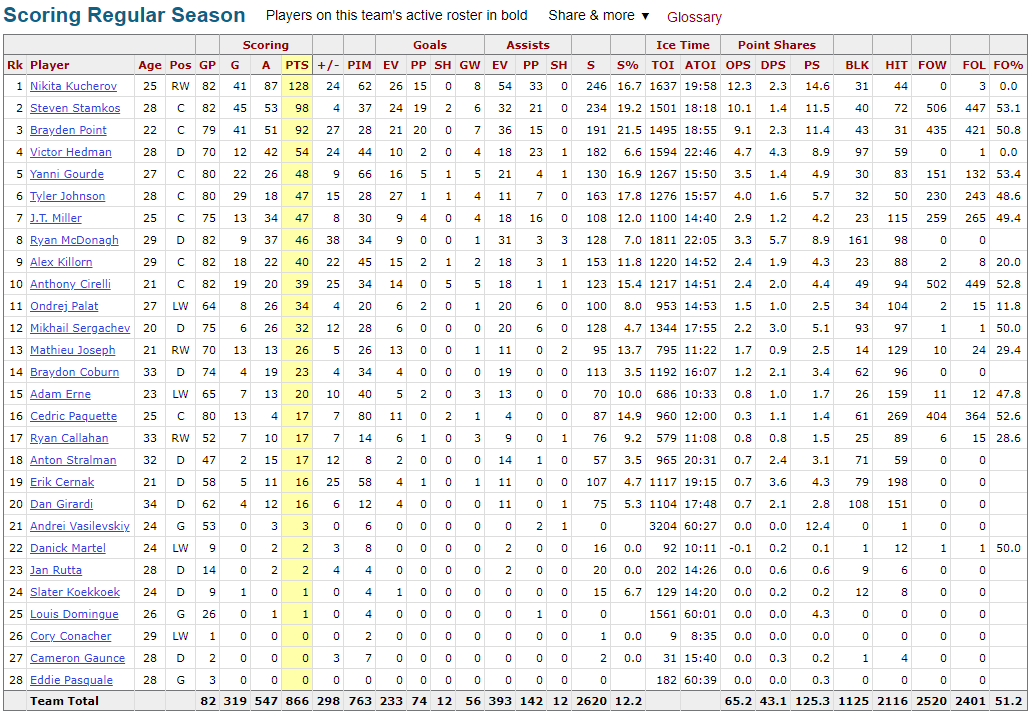 Scoring Regular Season Players on this team's active roster in bold Share & more ▼ Glossary
Scoring Goals Assists Ice Time Point Shares
Rk Player Age Pos GP G A PTS +/- PIM EV PP SH GW EV PP SH S S% TOI ATOI OPS DPS PS BLK HIT FOW FOL FO%
1 Nikita Kucherov 25 RW 82 41 87 128 24 62 26 15 0 8 54 33 0 246 16.7 1637 19:58 12.3 2.3 14.6 31 44 0 3 0.0
2 Steven Stamkos 28 C 82 45 53 98 4 37 24 19 2 6 32 21 0 234 19.2 1501 18:18 10.1 1.4 11.5 40 72 506 447 53.1
3 Brayden Point 22 C 79 41 51 92 27 28 21 20 0 7 36 15 0 191 21.5 1495 18:55 9.1 2.3 11.4 43 31 435 421 50.8
4 Victor Hedman 28 D 70 12 42 54 24 44 10 2 0 4 18 23 1 182 6.6 1594 22:46 4.7 4.3 8.9 97 59 0 1 0.0
5 Yanni Gourde 27 C 80 22 26 48 9 66 16 5 1 5 21 4 1 130 16.9 1267 15:50 3.5 1.4 4.9 30 83 151 132 53.4
6 Tyler Johnson 28 C 80 29 18 47 15 28 27 1 1 4 11 7 0 163 17.8 1276 15:57 4.0 1.6 5.7 32 50 230 243 48.6
7 J.T. Miller 25 C 75 13 34 47 8 30 9 4 0 4 18 16 0 108 12.0 1100 14:40 2.9 1.2 4.2 23 115 259 265 49.4
8 Ryan McDonagh 29 D 82 9 37 46 38 34 9 0 0 1 31 3 3 128 7.0 1811 22:05 3.3 5.7 8.9 161 98 0 0
9 Alex Killorn 29 C 82 18 22 40 22 45 15 2 1 2 18 3 1 153 11.8 1220 14:52 2.4 1.9 4.3 23 88 2 8 20.0
10 Anthony Cirelli 21 C 82 19 20 39 25 34 14 0 5 5 18 1 1 123 15.4 1217 14:51 2.4 2.0 4.4 49 94 502 449 52.8
11 Ondrej Palat 27 LW 64 8 26 34 4 20 6 2 0 1 20 6 0 100 8.0 953 14:53 1.5 1.0 2.5 34 104 2 15 11.8
12 Mikhail Sergachev 20 D 75 6 26 32 12 28 6 0 0 0 20 6 0 128 4.7 1344 17:55 2.2 3.0 5.1 93 97 1 1 50.0
13 Mathieu Joseph 21 RW 70 13 13 26 5 26 13 0 0 1 11 0 2 95 13.7 795 11:22 1.7 0.9 2.5 14 129 10 24 29.4
14 Braydon Coburn 33 D 74 4 19 23 4 34 4 0 0 0 19 0 0 113 3.5 1192 16:07 1.2 2.1 3.4 62 96 0 0
15 Adam Erne 23 LW 65 7 13 20 10 40 5 2 0 3 13 0 0 70 10.0 686 10:33 0.8 1.0 1.7 26 159 11 12 47.8
16 Cedric Paquette 25 C 80 13 4 17 7 80 11 0 2 1 4 0 0 87 14.9 960 12:00 0.3 1.1 1.4 61 269 404 364 52.6
17 Ryan Callahan 33 RW 52 7 10 17 7 14 6 1 0 3 9 1 0 76 9.2 579 11:08 0.8 0.8 1.5 25 89 6 15 28.6
18 Anton Stralman 32 D 47 2 15 17 12 8 2 0 0 0 14 1 0 57 3.5 965 20:31 0.7 2.4 3.1 71 59 0 0
19 Erik Cernak 21 D 58 5 11 16 25 58 4 1 0 1 11 0 0 107 4.7 1117 19:15 0.7 3.6 4.3 79 198 0 0
20 Dan Girardi 34 D 62 4 12 16 6 12 4 0 0 0 11 0 1 75 5.3 1104 17:48 0.7 2.1 2.8 108 151 0 0
21 Andrei Vasilevskiy 24 G 53 0 3 3 0 6 0 0 0 0 0 2 1 0 3204 60:27 0.0 0.0 12.4 0 1 0 0
22 Danick Martel 24 LW 9 0 2 2 3 8 0 0 0 0 2 0 0 16 0.0 92 10:11 -0.1 0.2 0.1 1 12 1 1 50.0
23 Jan Rutta 28 D 14 0 2 2 4 4 0 0 0 0 2 0 0 20 0.0 202 14:26 0.0 0.6 0.6 9 6 0 0
24 Slater Koekkoek 24 D 9 1 0 1 0 4 1 0 0 0 0 0 0 15 6.7 129 14:20 0.0 0.2 0.2 12 8 0 0
25 Louis Domingue 26 G 26 0 1 1 0 4 0 0 0 0 0 1 0 0 1561 60:01 0.0 0.0 4.3 0 0 0 0
26 Cory Conacher 29 LW 1 0 0 0 0 2 0 0 0 0 0 0 0 1 0.0 9 8:35 0.0 0.0 0.0 0 0 0 0
27 Cameron Gaunce 28 D 2 0 0 0 3 7 0 0 0 0 0 0 0 2 0.0 31 15:40 0.0 0.3 0.2 1 4 0 0
28 Eddie Pasquale 28 G 3 0 0 0 0 0 0 0 0 0 0 0 0 0 182 60:39 0.0 0.0 0.3 0 0 0 0
Team Total 82 319 547 866 298 763 233 74 12 56 393 142 12 2620 12.2 65.2 43.1 125.3 1125 2116 2520 2401 51.2